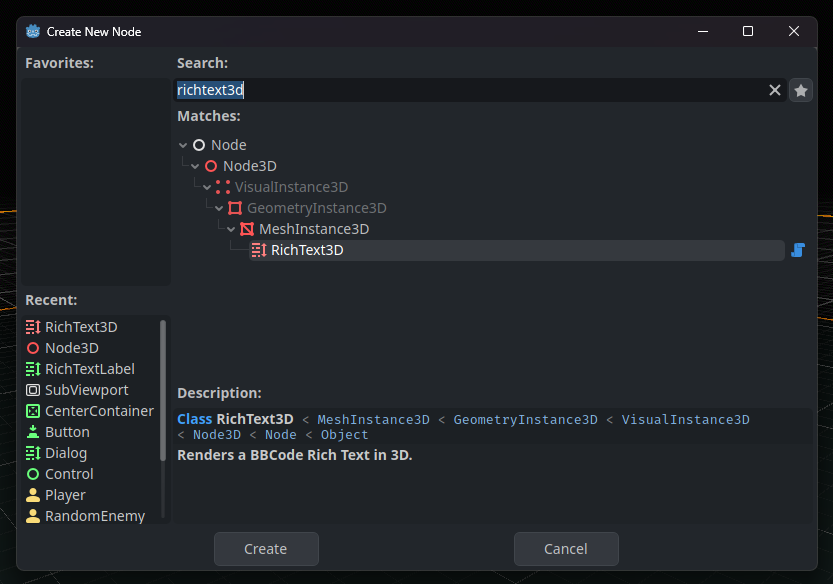 Create New Node
Favorites:
Search:
richtext3d
Matches:
Node
Node3D
VisualInstance3D
GeometryInstance3D
MeshInstance3D
RichText3D
Recent:
RichText3D
Node3D
RichTextLabel
SubViewport
CenterContainer
Button
Dialog
Control
Player
RandomEnemy
Description:
Class RichText3D < MeshInstance3D < GeometryInstance3D < VisualInstance3D
< Node3D < Node < Object
Renders a BBCode Rich Text in 3D.
Create
Cancel